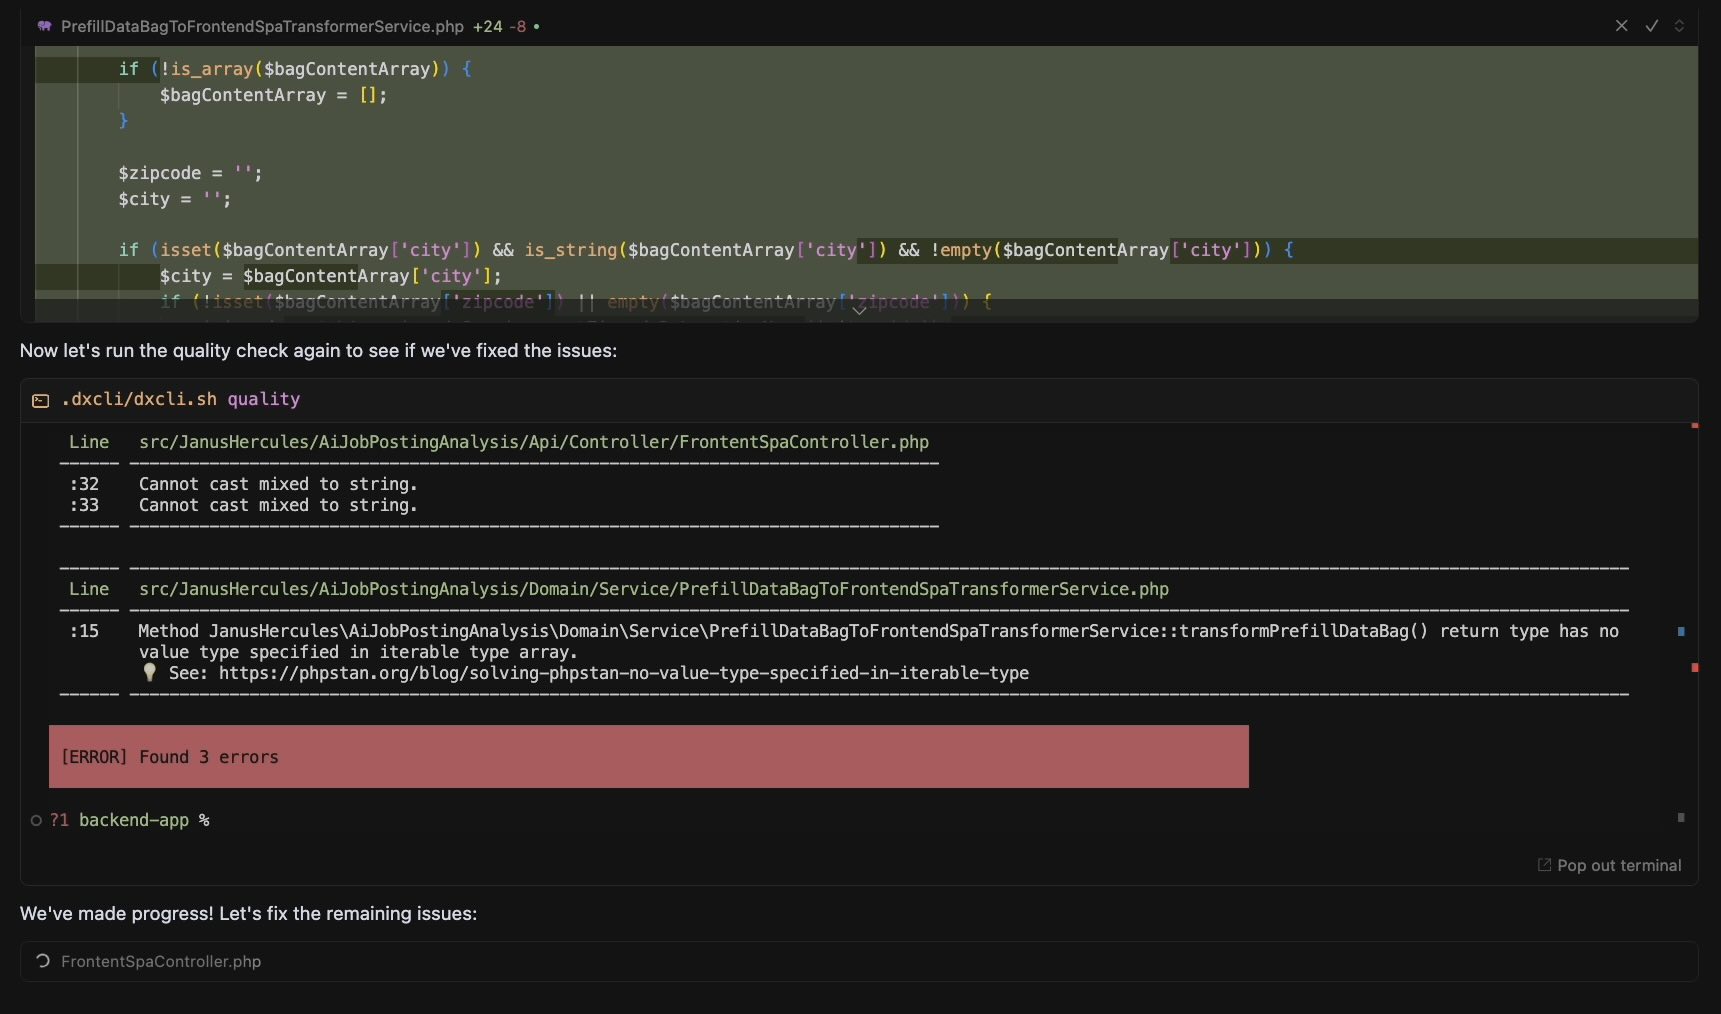 PrefillDataBagToFrontendSpaTransformerService.php +24 -8
if (!is_array($bagContentArray)) {
$bagContentArray = [];
}
$zipcode = '';
$city = '';
if (isset($bagContentArray['city']) && is_string($bagContentArray['city']) && !empty($bagContentArray['city'])) {
$city = $bagContentArray['city'];
if (!isset($bagContentArray['zipcode']) || empty($bagContentArray['zipcode'])) {
Now let's run the quality check again to see if we've fixed the issues:
.dxcli/dxcli.sh quality
Line src/JanusHercules/AiJobPostingAnalysis/Api/Controller/FrontentSpaController.php
:32 Cannot cast mixed to string.
:33 Cannot cast mixed to string.
Line src/JanusHercules/AiJobPostingAnalysis/Domain/Service/PrefillDataBagToFrontendSpaTransformerService.php
:15 Method JanusHercules\AiJobPostingAnalysis\Domain\Service\PrefillDataBagToFrontendSpaTransformerService::transformPrefillDataBag() return type has no
value type specified in iterable type array.
💡 See: https://phpstan.org/blog/solving-phpstan-no-value-type-specified-in-iterable-type
[ERROR] Found 3 errors
?1 backend-app %
Pop out terminal
We've made progress! Let's fix the remaining issues:
FrontentSpaController.php